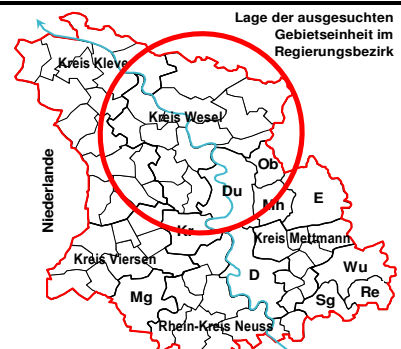 Lage der ausgesuchten
Gebietseinheit im
Regierungsbezirk
Kreis Kleve
Kreis Wesel
Niederlande
Ob
Du
E
Mh
Kr
Kreis Mettmann
Kreis Viersen
D
Wu
Mg
Sg
Re
Rhein-Kreis Neuss